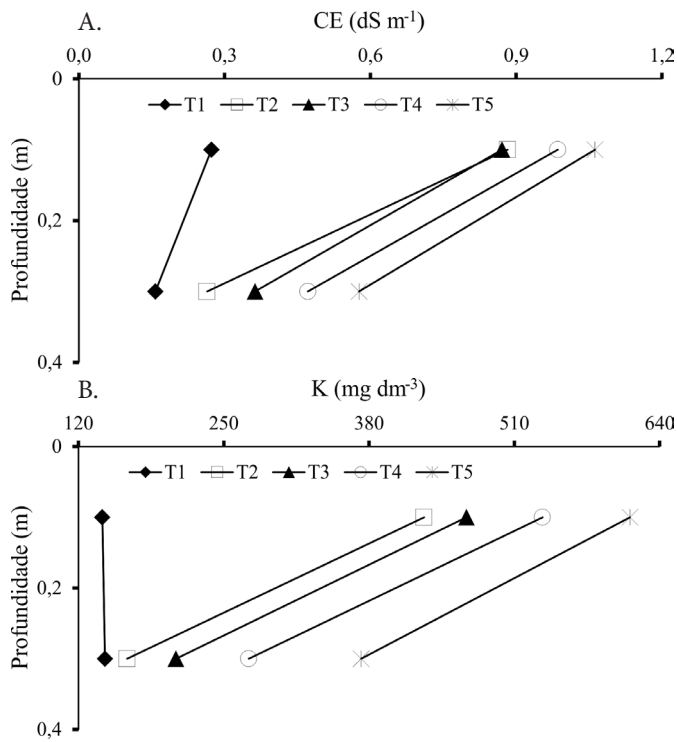 A.
CE (dS m⁻¹)
0,0 0,3 0,6 0,9 1,2
0
T1 T2 T3 T4 T5
0,2
Profundidade (m)
0,4
B.
K (mg dm⁻³)
120 250 380 510 640
0
T1 T2 T3 T4 T5
0,2
Profundidade (m)
0,4